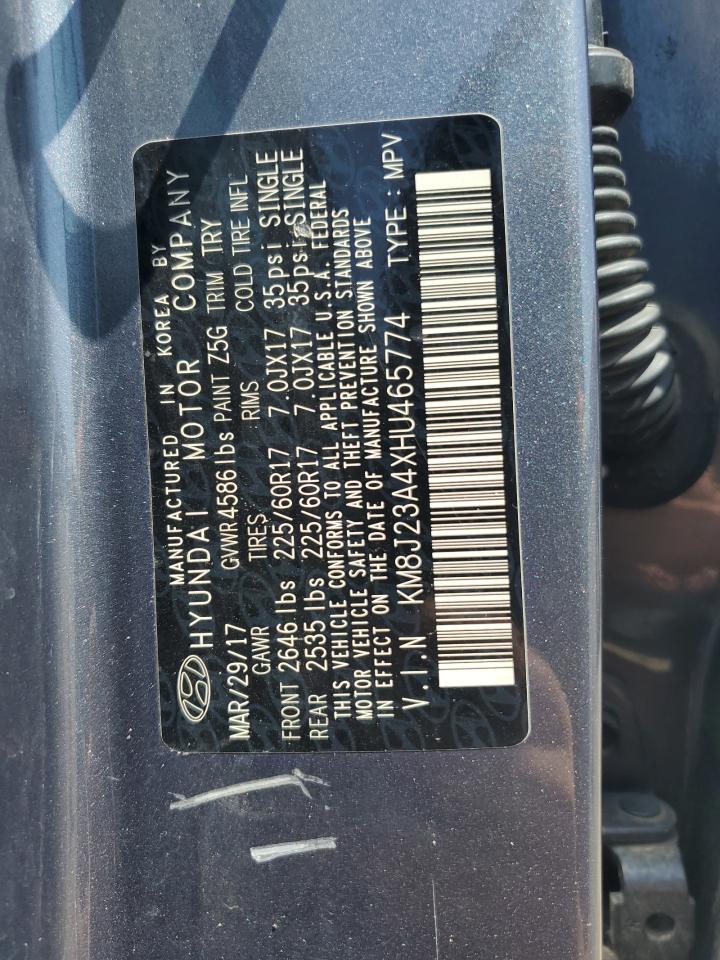 MANUFACTURED IN KOREA BY
HYUNDAI MOTOR COMPANY
MAR/29/17 GVWR 4586 lbs PAINT Z5G TRIM TRY
GAWR TIRES RIMS COLD TIRE INFL
FRONT 2646 lbs 225/60R17 7.0JX17 35psi SINGLE
REAR 2535 lbs 225/60R17 7.0JX17 35psi SINGLE
THIS VEHICLE CONFORMS TO ALL APPLICABLE U.S.A. FEDERAL
MOTOR VEHICLE SAFETY AND THEFT PREVENTION STANDARDS
IN EFFECT ON THE DATE OF MANUFACTURE SHOWN ABOVE
V.I.N KM8J23A4XHU465774 TYPE : MPV